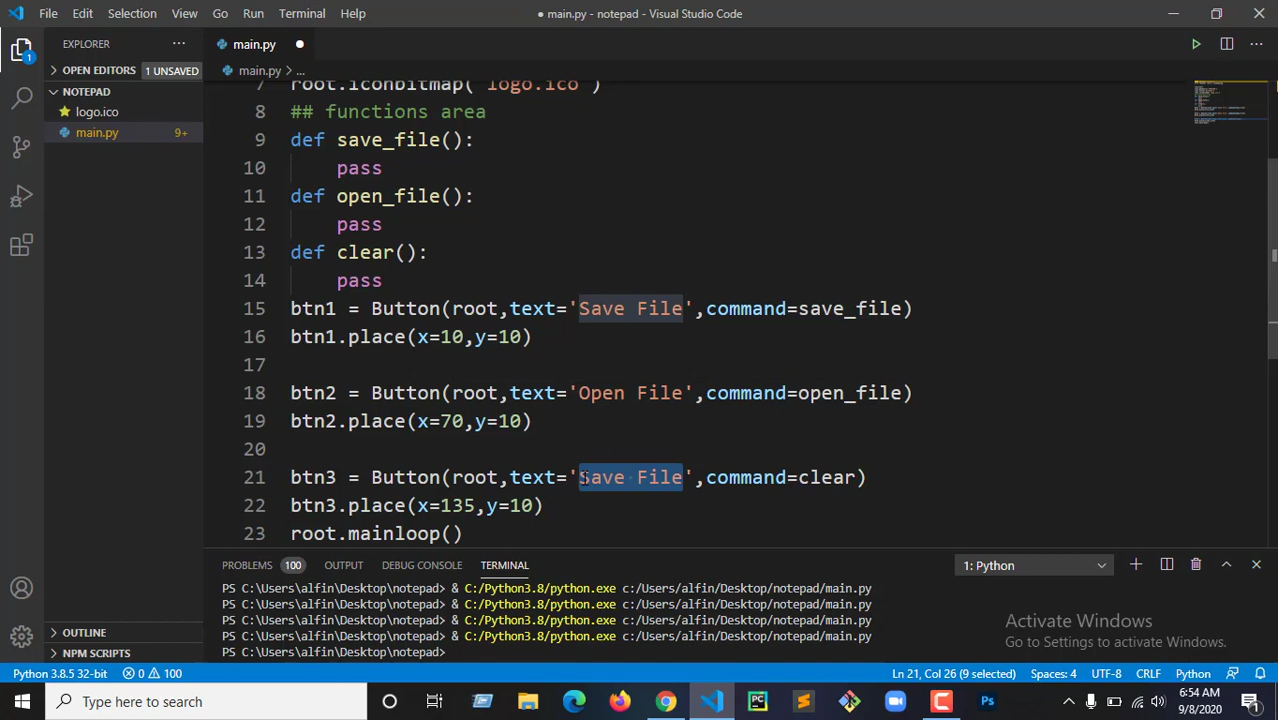 File Edit Selection View Go Run Terminal Help
● main.py - notepad - Visual Studio Code
EXPLORER
main.py
1
OPEN EDITORS 1 UNSAVED
main.py > ...
NOTEPAD
logo.ico
main.py 9+
7 root.iconbitmap('logo.ico')
8 ## functions area
9 def save_file():
10 pass
11 def open_file():
12 pass
13 def clear():
14 pass
15 btn1 = Button(root,text='Save File',command=save_file)
16 btn1.place(x=10,y=10)
17
18 btn2 = Button(root,text='Open File',command=open_file)
19 btn2.place(x=70,y=10)
20
21 btn3 = Button(root,text='Save File',command=clear)
22 btn3.place(x=135,y=10)
23 root.mainloop()
PROBLEMS 100 OUTPUT DEBUG CONSOLE TERMINAL 1: Python
PS C:\Users\alfin\Desktop\notepad> & C:/Python3.8/python.exe c:/Users/alfin/Desktop/notepad/main.py
PS C:\Users\alfin\Desktop\notepad> & C:/Python3.8/python.exe c:/Users/alfin/Desktop/notepad/main.py
PS C:\Users\alfin\Desktop\notepad> & C:/Python3.8/python.exe c:/Users/alfin/Desktop/notepad/main.py
PS C:\Users\alfin\Desktop\notepad> & C:/Python3.8/python.exe c:/Users/alfin/Desktop/notepad/main.py
PS C:\Users\alfin\Desktop\notepad>
Activate Windows
Go to Settings to activate Windows.
OUTLINE
NPM SCRIPTS
Python 3.8.5 32-bit 0 100 Ln 21, Col 26 (9 selected) Spaces: 4 UTF-8 CRLF Python
Type here to search
PC
Ps
6:54 AM
9/8/2020
1